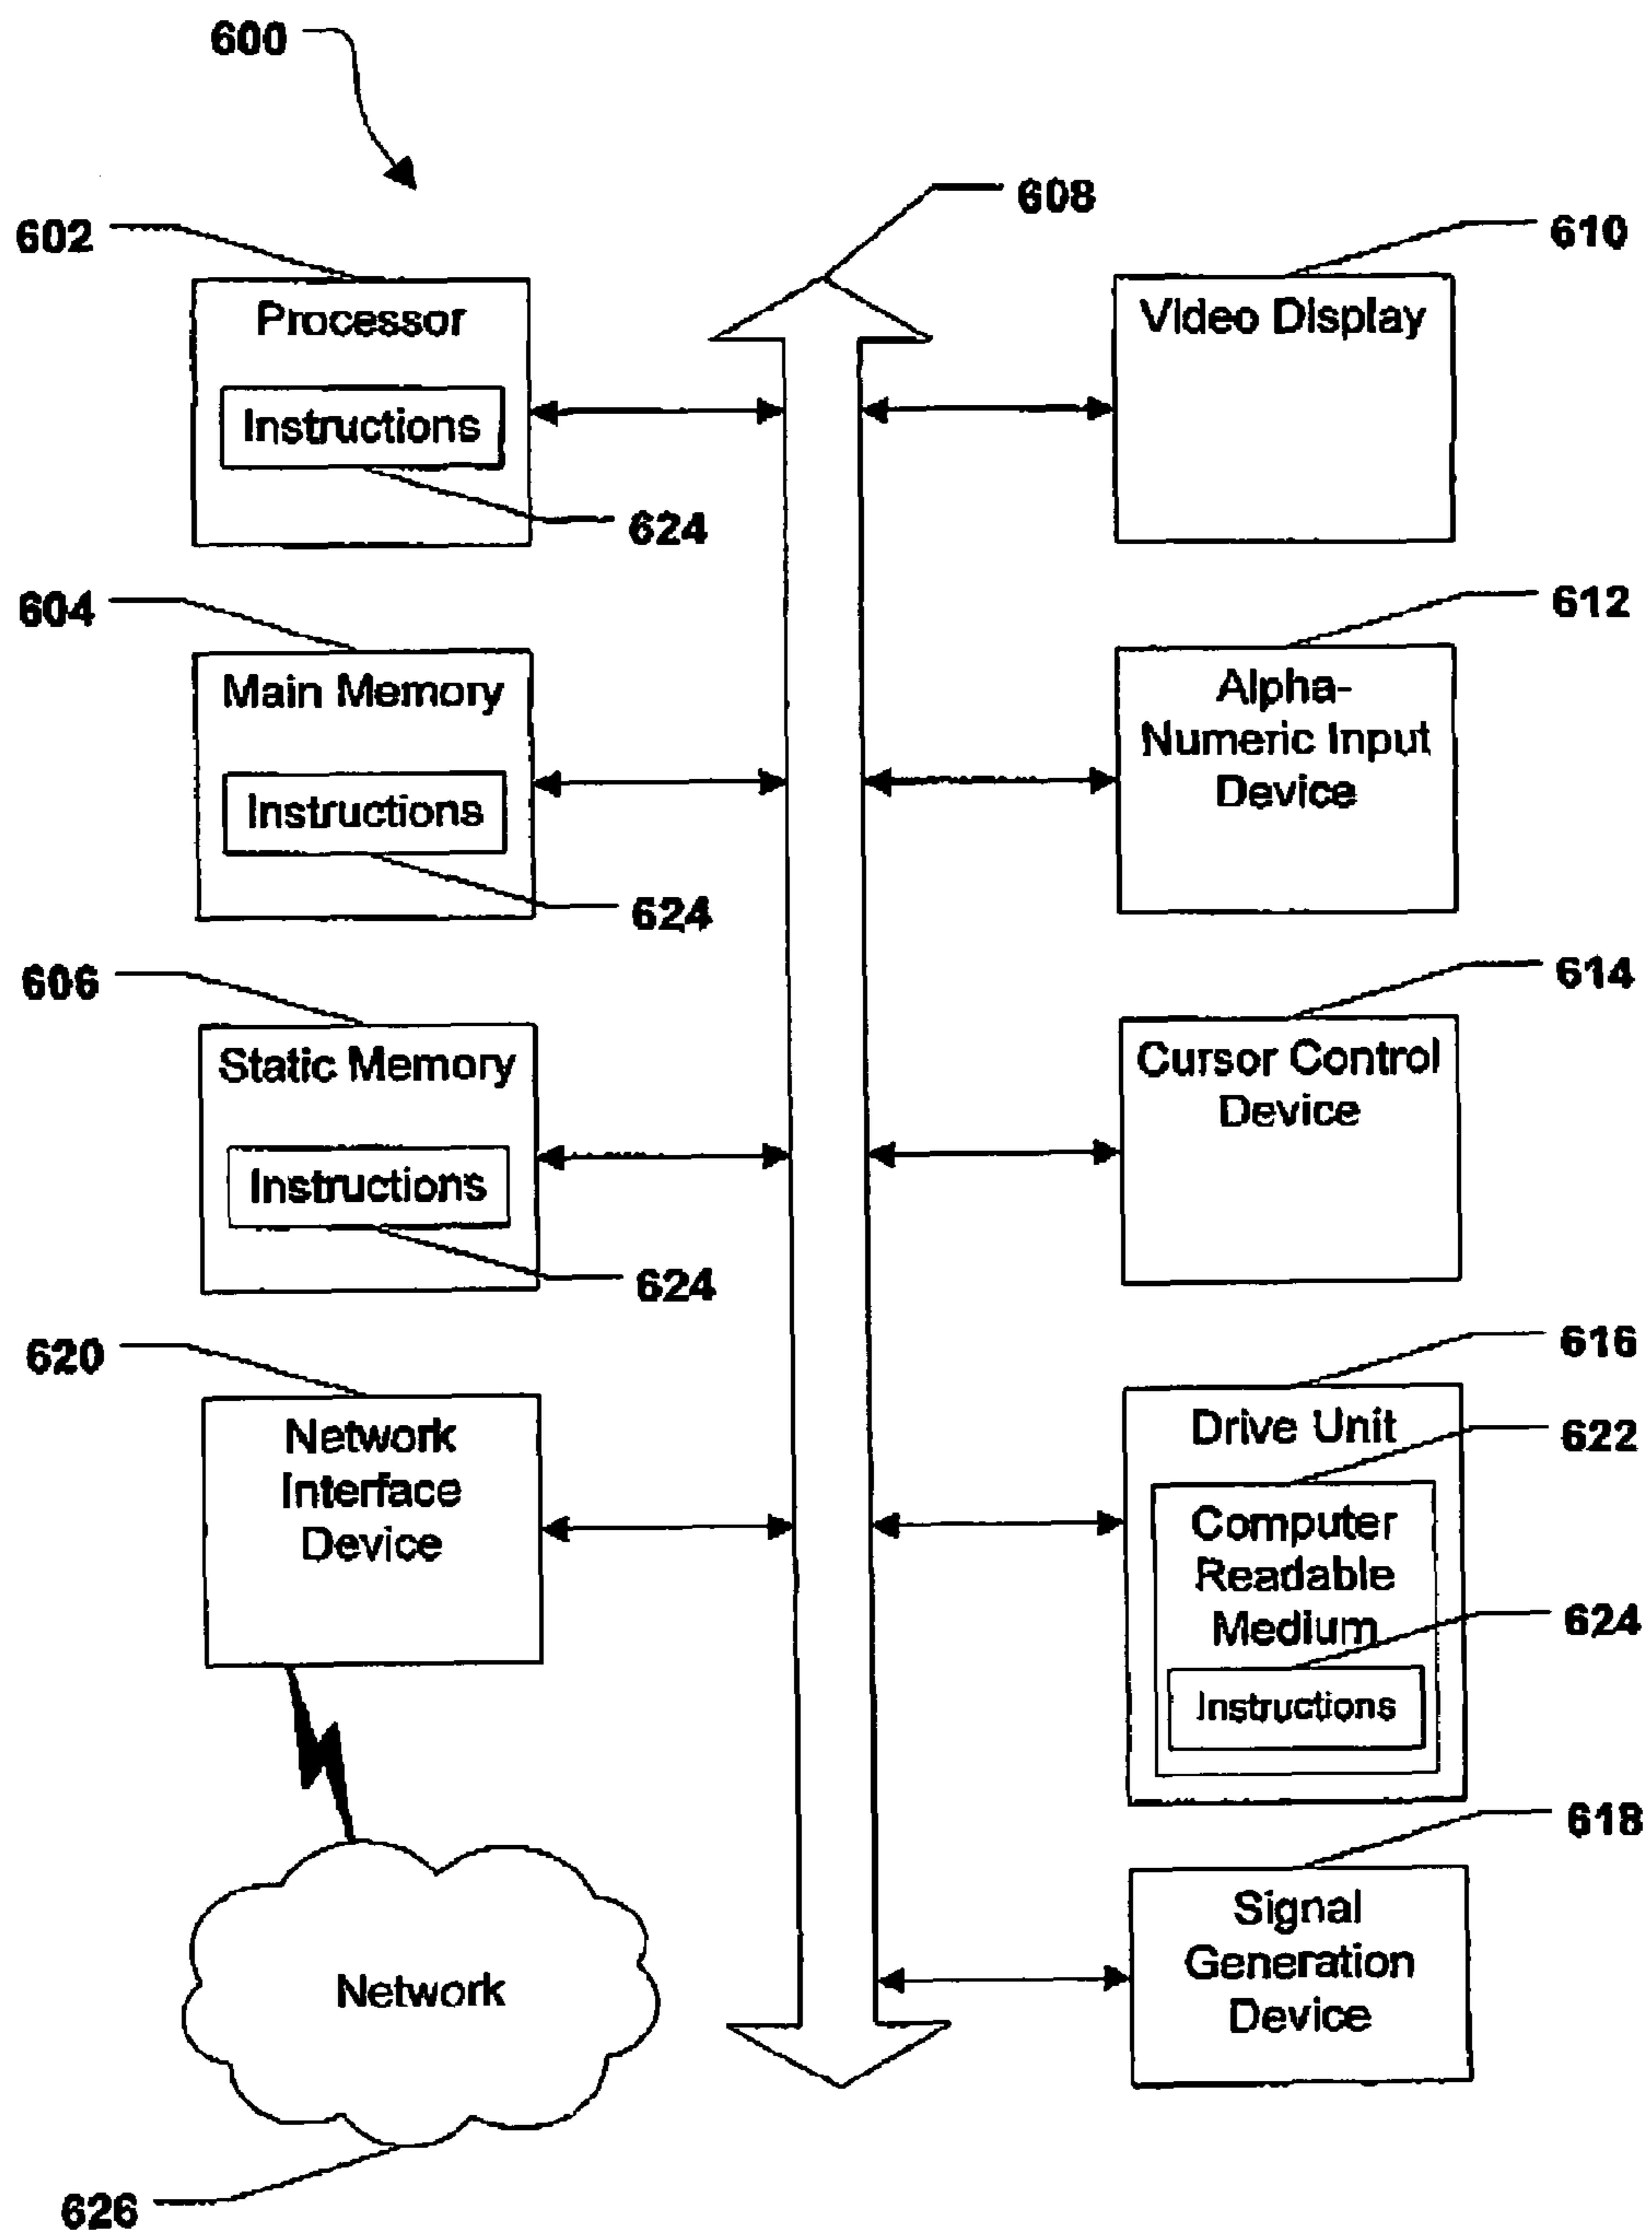 600
608
602
Processor
Instructions
624
610
Video Display
604
Main Memory
Instructions
624
612
Alpha-
Numeric Input
Device
606
Static Memory
Instructions
624
614
Cursor Control
Device
620
Network
Interface
Device
616
Drive Unit
622
Computer
Readable
Medium
624
Instructions
618
Signal
Generation
Device
Network
626